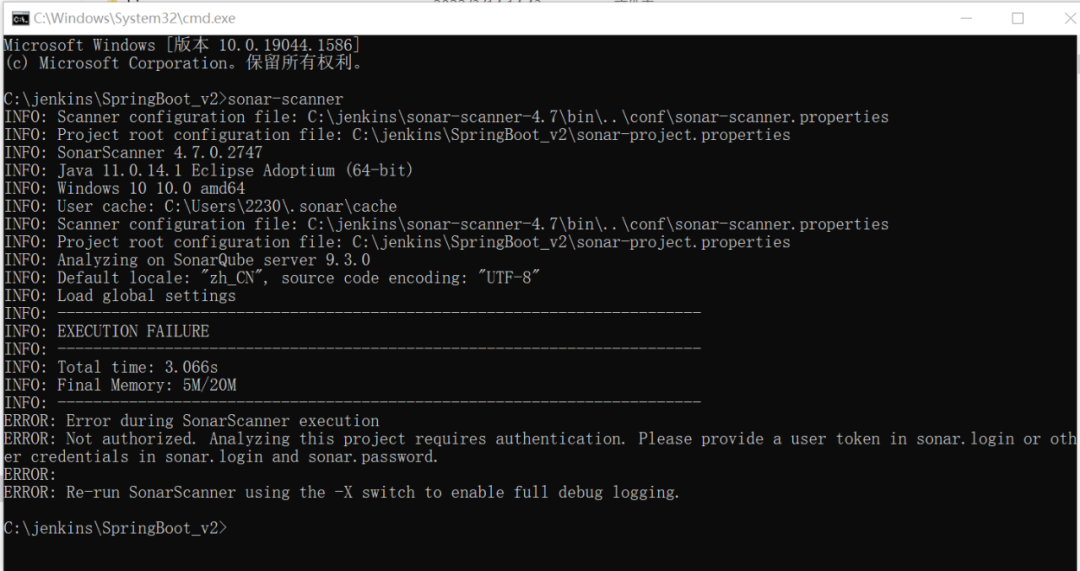 C:\Windows\System32\cmd.exe
Microsoft Windows [版本 10.0.19044.1586]
(c) Microsoft Corporation。保留所有权利。
C:\jenkins\SpringBoot_v2>sonar-scanner
INFO: Scanner configuration file: C:\jenkins\sonar-scanner-4.7\bin\..\conf\sonar-scanner.properties
INFO: Project root configuration file: C:\jenkins\SpringBoot_v2\sonar-project.properties
INFO: SonarScanner 4.7.0.2747
INFO: Java 11.0.14.1 Eclipse Adoptium (64-bit)
INFO: Windows 10 10.0 amd64
INFO: User cache: C:\Users\2230\.sonar\cache
INFO: Scanner configuration file: C:\jenkins\sonar-scanner-4.7\bin\..\conf\sonar-scanner.properties
INFO: Project root configuration file: C:\jenkins\SpringBoot_v2\sonar-project.properties
INFO: Analyzing on SonarQube server 9.3.0
INFO: Default locale: "zh_CN", source code encoding: "UTF-8"
INFO: Load global settings
INFO: ------------------------------------------------------------------------
INFO: EXECUTION FAILURE
INFO: ------------------------------------------------------------------------
INFO: Total time: 3.066s
INFO: Final Memory: 5M/20M
INFO: ------------------------------------------------------------------------
ERROR: Error during SonarScanner execution
ERROR: Not authorized. Analyzing this project requires authentication. Please provide a user token in sonar.login or oth
er credentials in sonar.login and sonar.password.
ERROR:
ERROR: Re-run SonarScanner using the -X switch to enable full debug logging.
C:\jenkins\SpringBoot_v2>